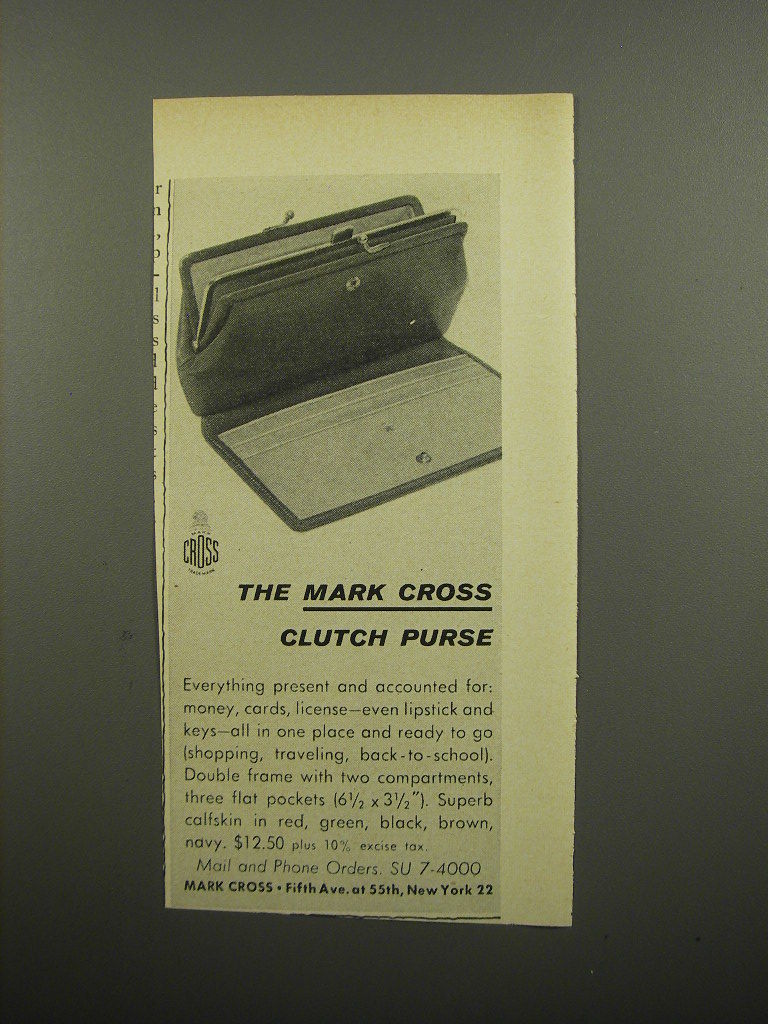 r
n
,
s
s
s
MARK
CROSS
TRADEMARK
THE MARK CROSS
CLUTCH PURSE
Everything present and accounted for:
money, cards, license—even lipstick and
keys—all in one place and ready to go
(shopping, traveling, back-to-school).
Double frame with two compartments,
three flat pockets (6½ x 3½"). Superb
calfskin in red, green, black, brown,
navy. $12.50 plus 10% excise tax.
Mail and Phone Orders. SU 7-4000
MARK CROSS • Fifth Ave. at 55th, New York 22